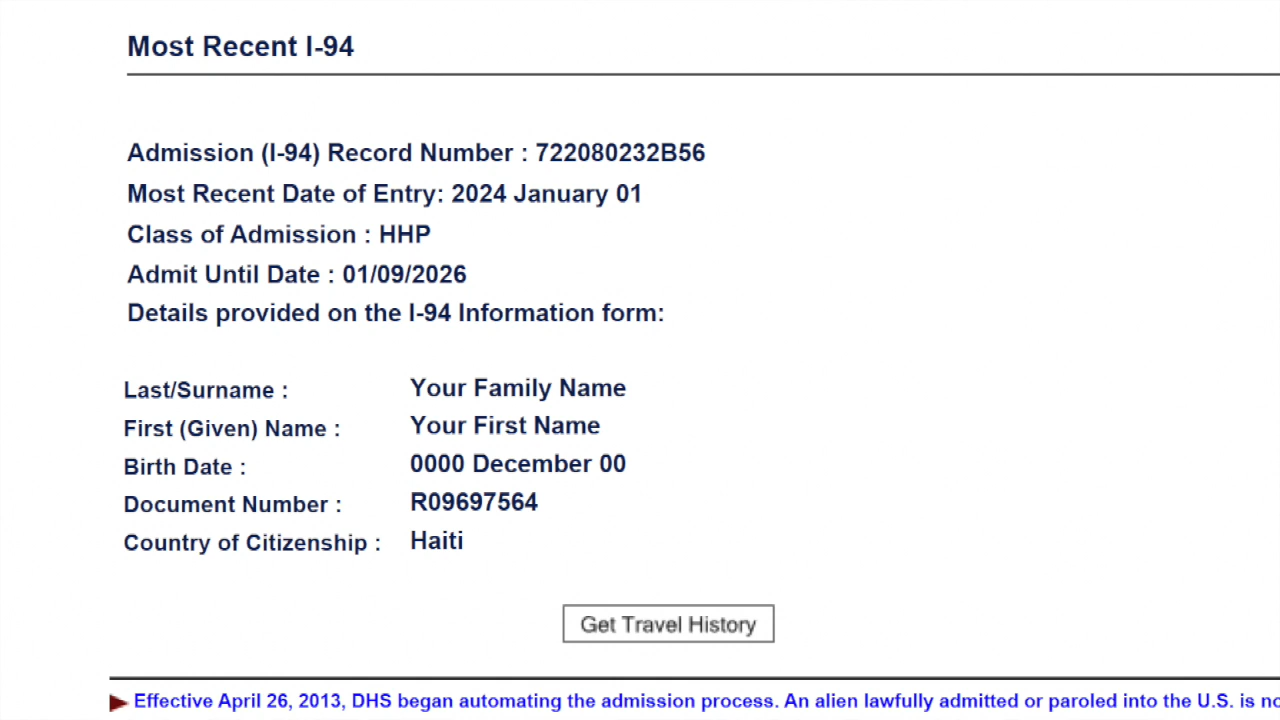 Most Recent I-94
Admission (I-94) Record Number : 722080232B56
Most Recent Date of Entry: 2024 January 01
Class of Admission : HHP
Admit Until Date : 01/09/2026
Details provided on the I-94 Information form:
Last/Surname : Your Family Name
First (Given) Name : Your First Name
Birth Date : 0000 December 00
Document Number : R09697564
Country of Citizenship : Haiti
Get Travel History
Effective April 26, 2013, DHS began automating the admission process. An alien lawfully admitted or paroled into the U.S. is no